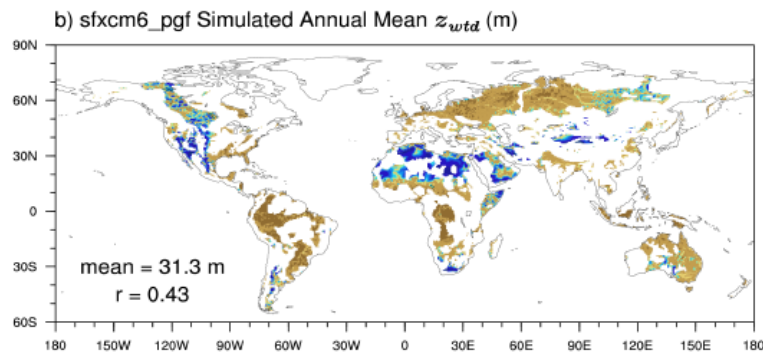 b) sfxcm6_pgf Simulated Annual Mean z_wtd (m)
90N
60N
30N
0
30S
60S
mean = 31.3 m
r = 0.43
180 150W 120W 90W 60W 30W 0 30E 60E 90E 120E 150E 180